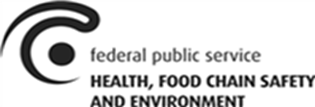 federal public service
HEALTH, FOOD CHAIN SAFETY
AND ENVIRONMENT